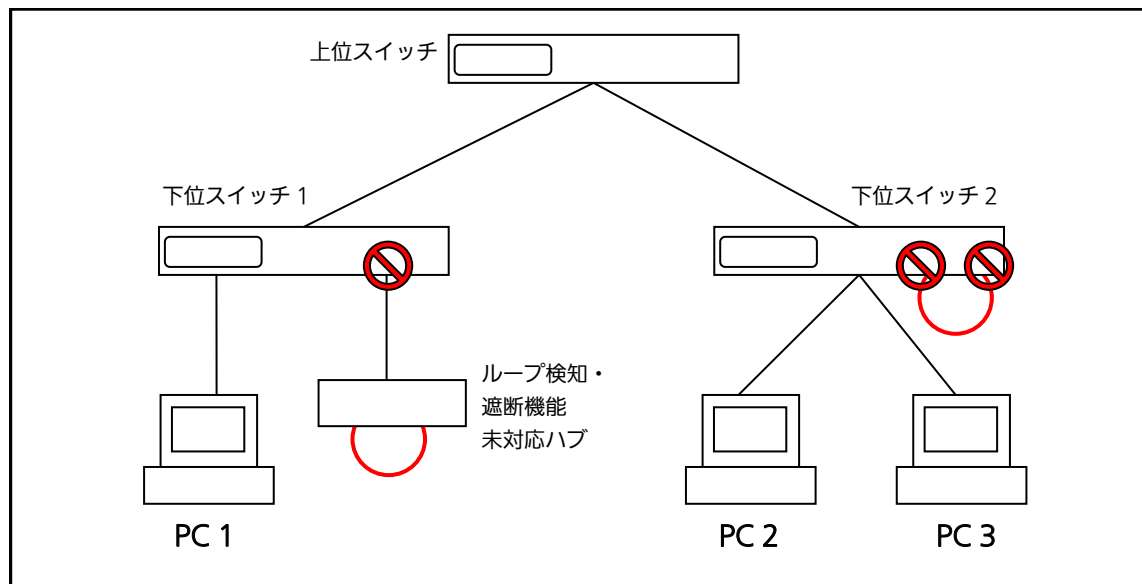 上位スイッチ
下位スイッチ 1
下位スイッチ 2
ループ検知・
遮断機能
未対応ハブ
PC 1
PC 2
PC 3